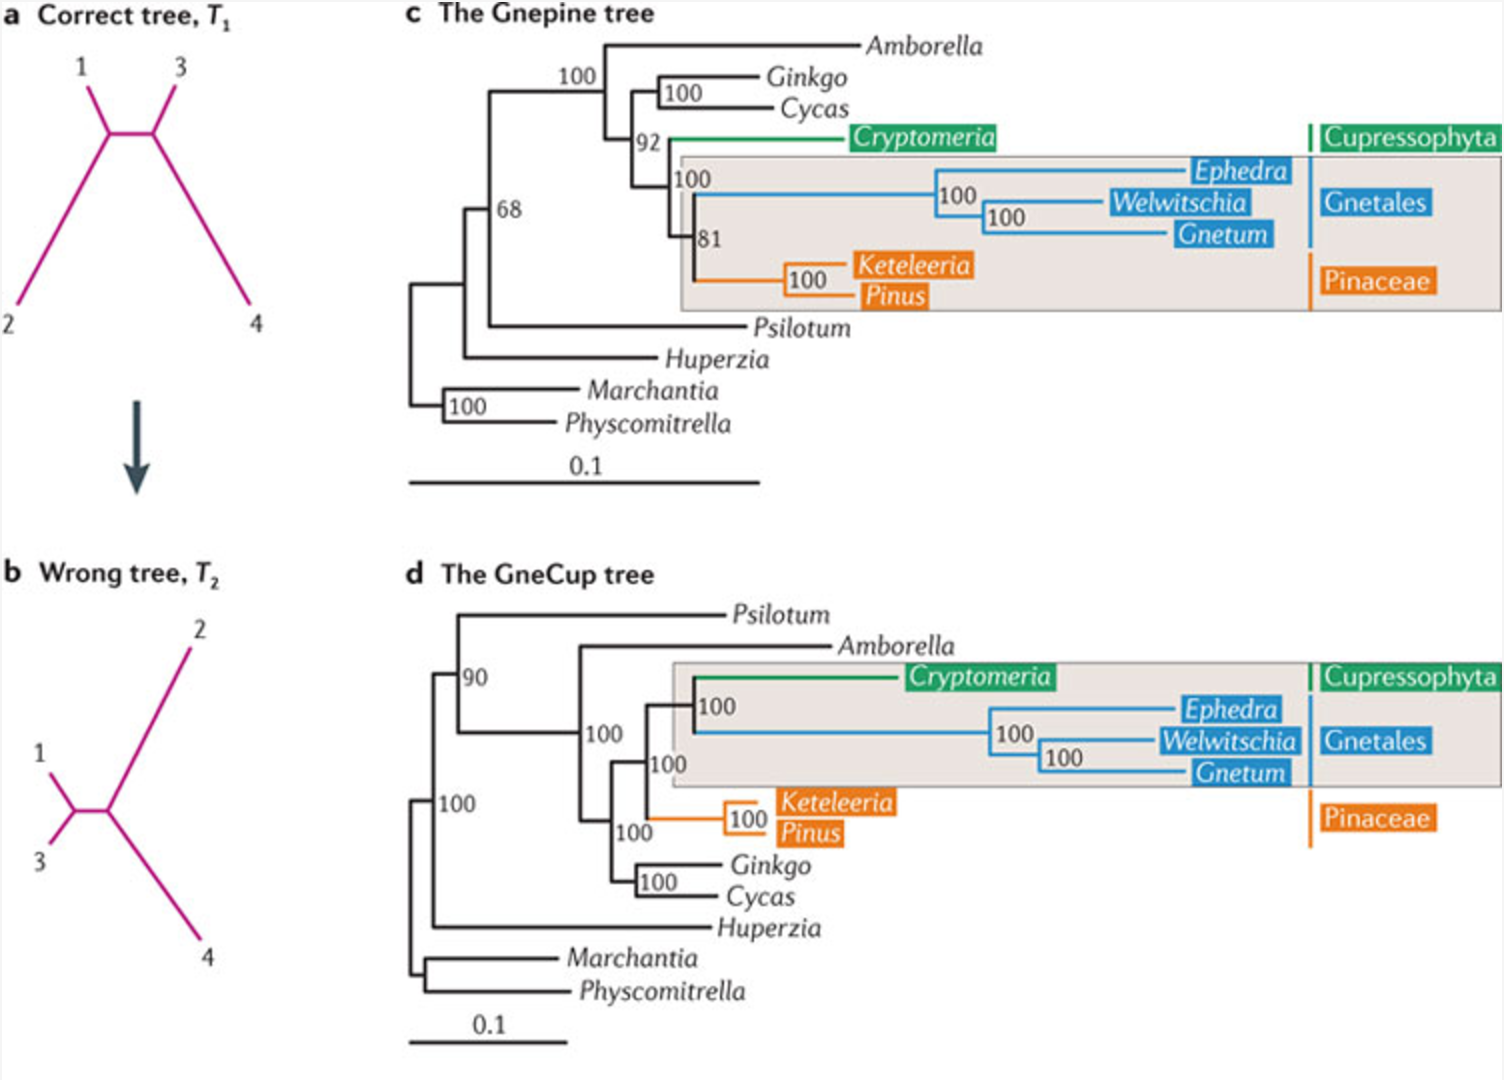 a Correct tree, T1
1
3
2
4
b Wrong tree, T2
2
1
3
4
c The Gnepine tree
Amborella
100
Ginkgo
100
Cycas
Cryptomeria
Cupressophyta
92
100
Ephedra
100
Welwitschia
Gnetales
68
100
Gnetum
81
Keteleeria
100
Pinaceae
Pinus
Psilotum
Huperzia
Marchantia
100
Physcomitrella
0.1
d The GneCup tree
Psilotum
Amborella
90
Cryptomeria
Cupressophyta
100
Ephedra
100
100
Welwitschia
Gnetales
100
100
Gnetum
100
Keteleeria
100
Pinaceae
100
Pinus
Ginkgo
100
Cycas
Huperzia
Marchantia
Physcomitrella
0.1